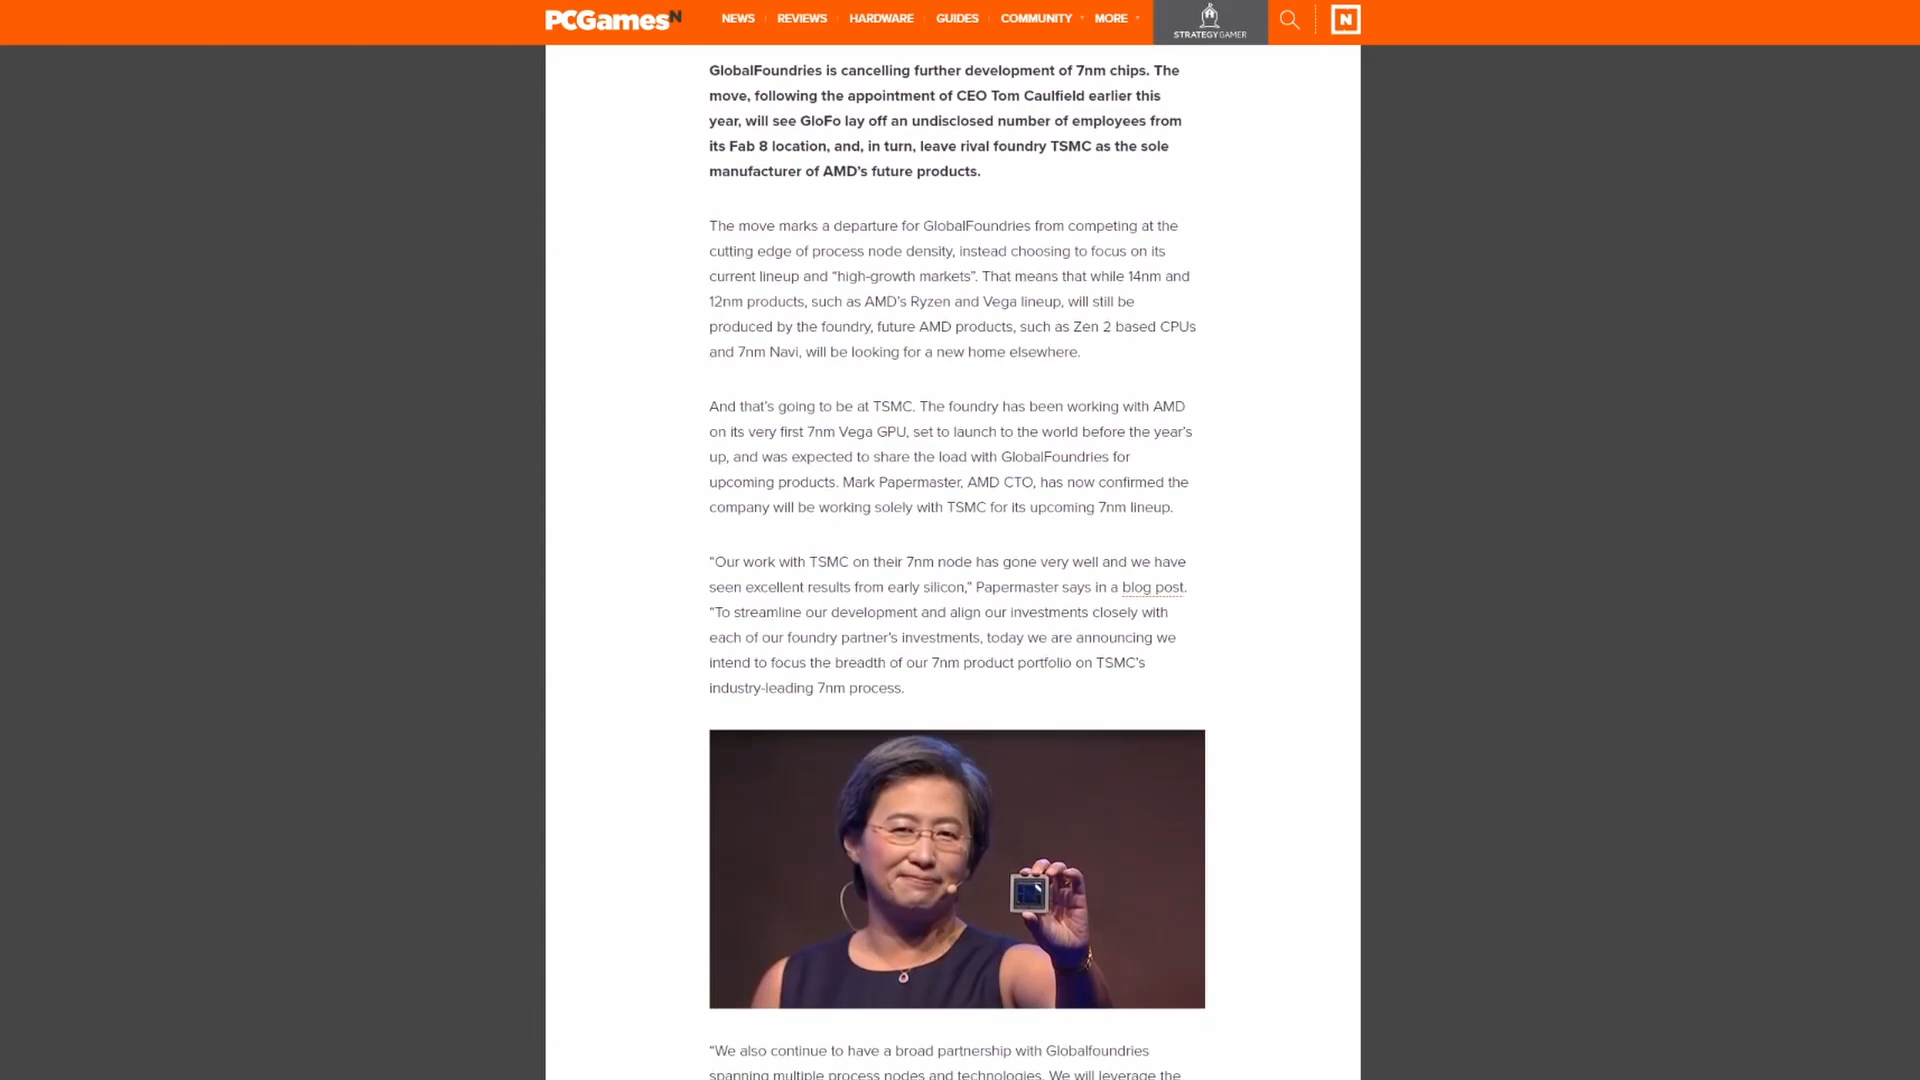 PCGamesN
NEWS
REVIEWS
HARDWARE
GUIDES
COMMUNITY
MORE
STRATEGYGAMER
N
GlobalFoundries is cancelling further development of 7nm chips. The
move, following the appointment of CEO Tom Caulfield earlier this
year, will see GloFo lay off an undisclosed number of employees from
its Fab 8 location, and, in turn, leave rival foundry TSMC as the sole
manufacturer of AMD’s future products.
The move marks a departure for GlobalFoundries from competing at the
cutting edge of process node density, instead choosing to focus on its
current lineup and “high-growth markets”. That means that while 14nm and
12nm products, such as AMD’s Ryzen and Vega lineup, will still be
produced by the foundry, future AMD products, such as Zen 2 based CPUs
and 7nm Navi, will be looking for a new home elsewhere.
And that’s going to be at TSMC. The foundry has been working with AMD
on its very first 7nm Vega GPU, set to launch to the world before the year’s
up, and was expected to share the load with GlobalFoundries for
upcoming products. Mark Papermaster, AMD CTO, has now confirmed the
company will be working solely with TSMC for its upcoming 7nm lineup.
“Our work with TSMC on their 7nm node has gone very well and we have
seen excellent results from early silicon,” Papermaster says in a blog post.
“To streamline our development and align our investments closely with
each of our foundry partner’s investments, today we are announcing we
intend to focus the breadth of our 7nm product portfolio on TSMC’s
industry-leading 7nm process.
“We also continue to have a broad partnership with Globalfoundries
spanning multiple process nodes and technologies. We will leverage the